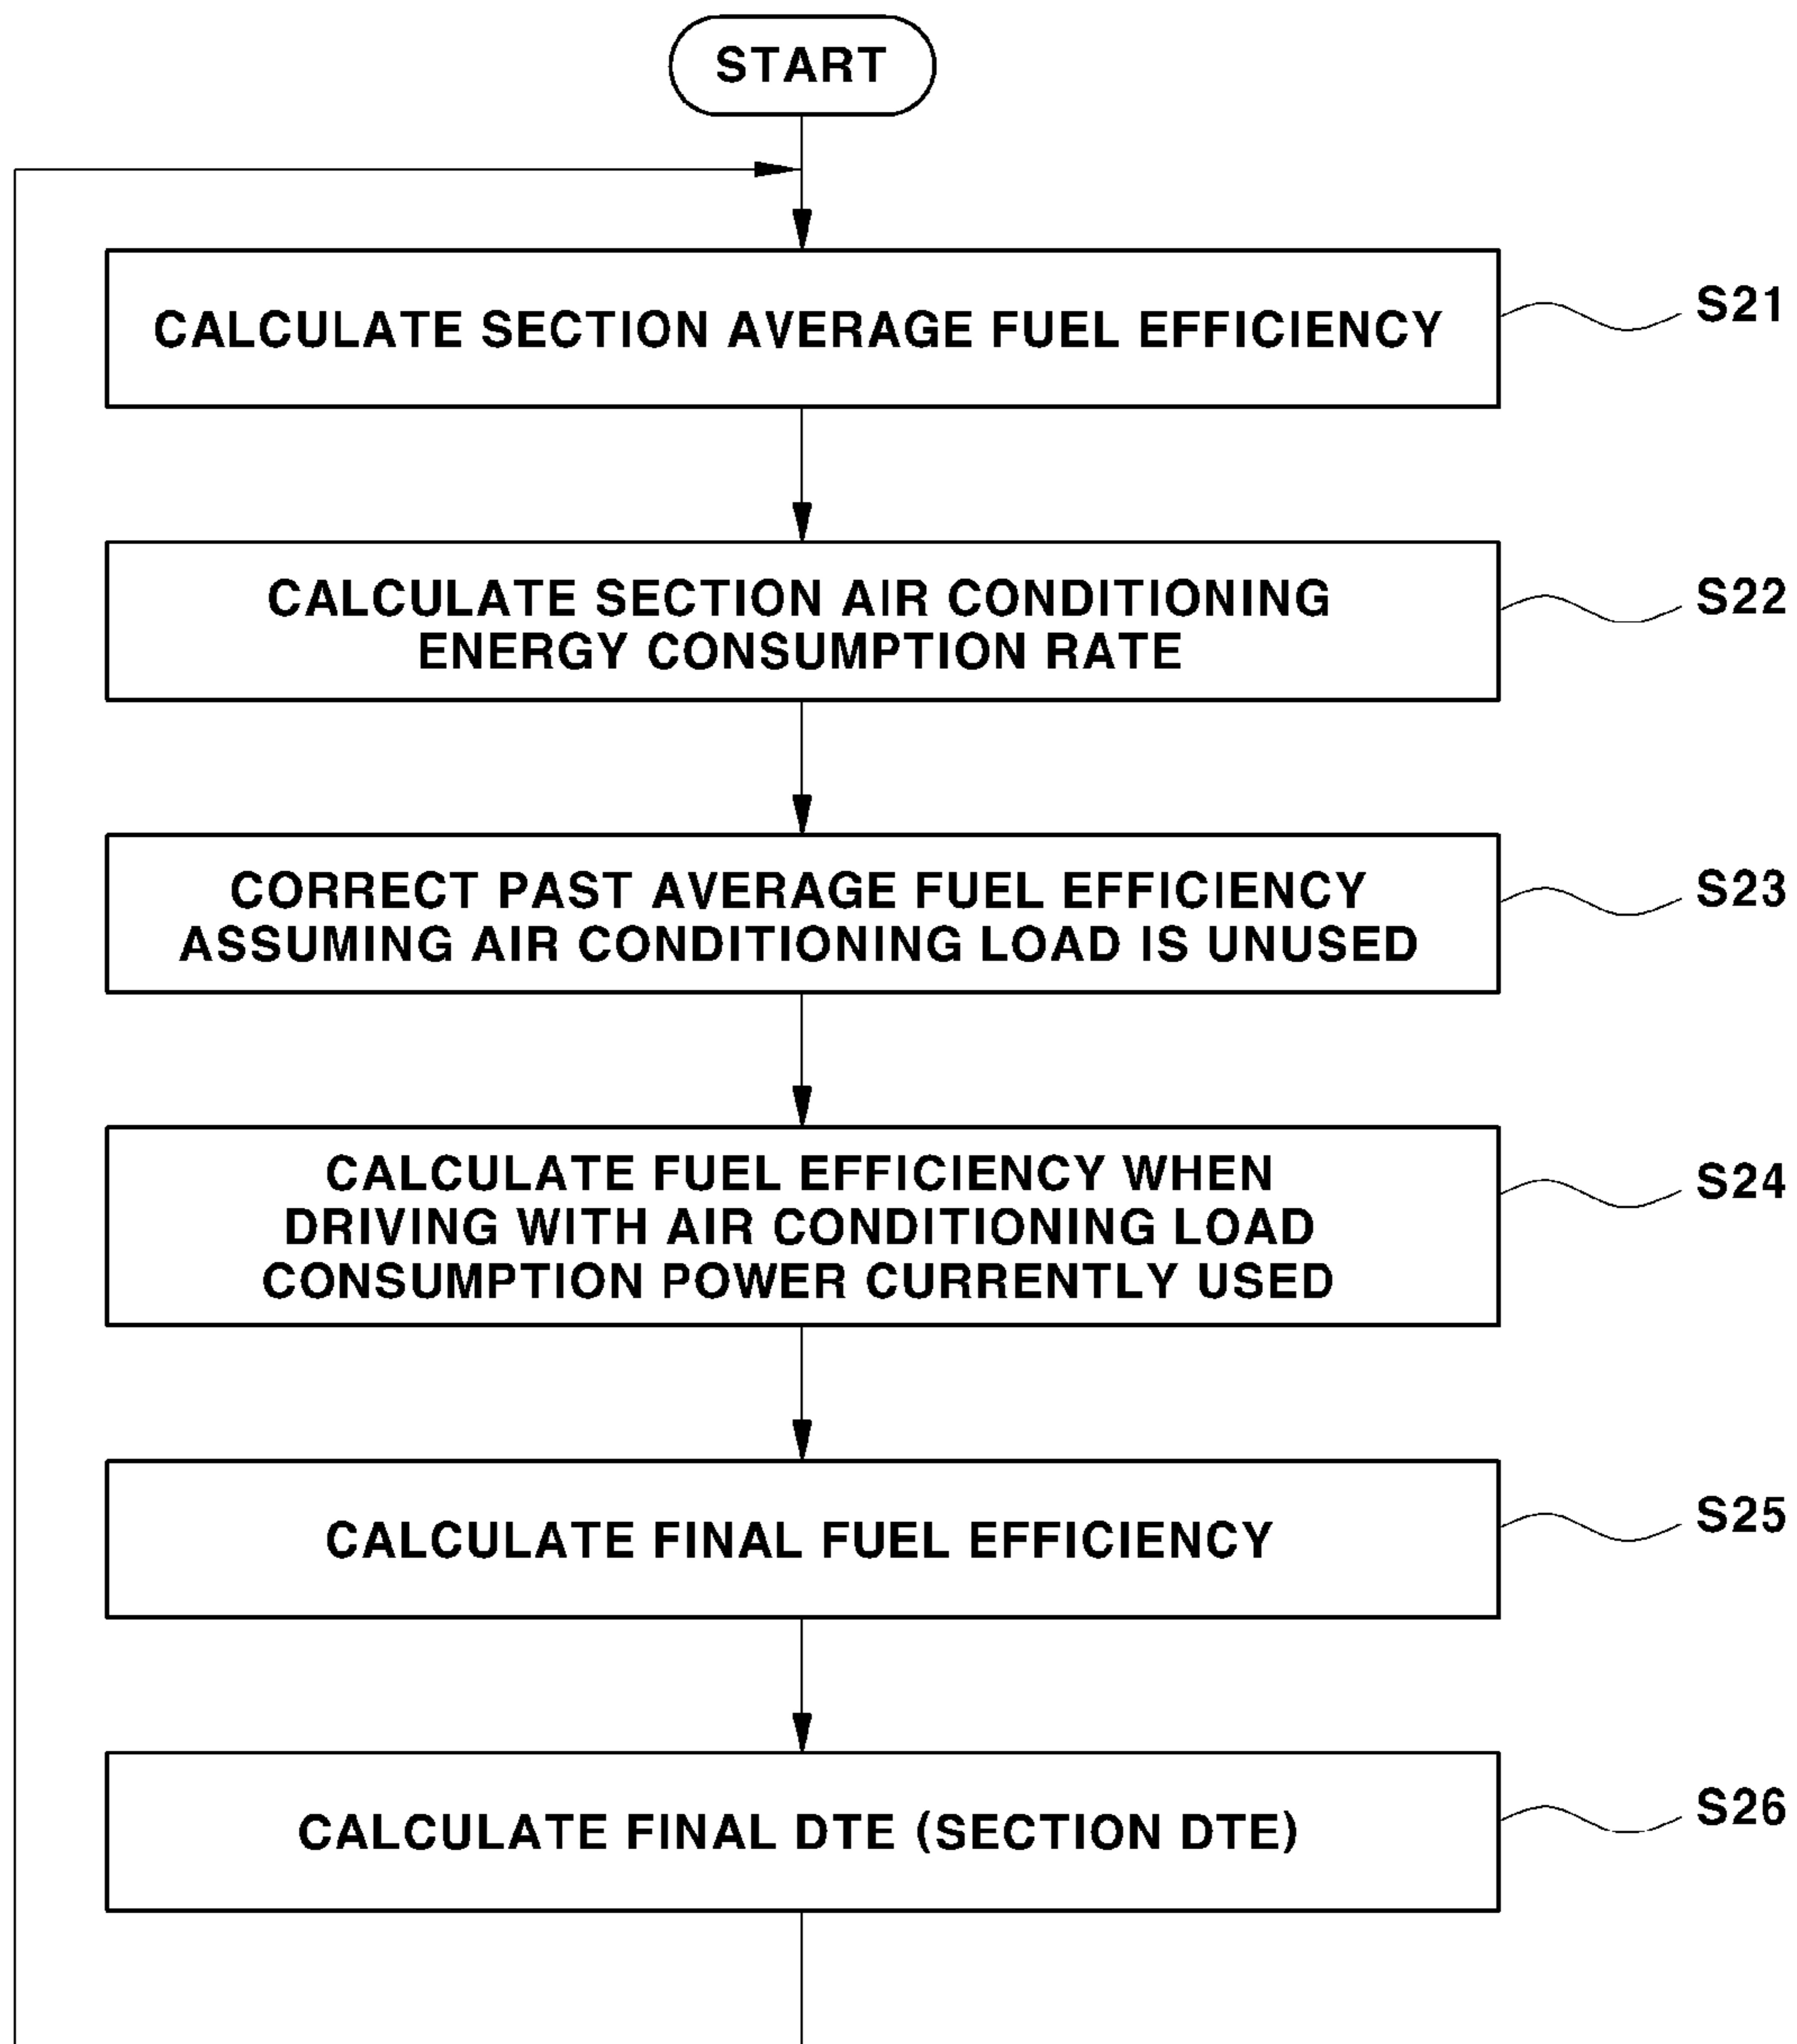 START
CALCULATE SECTION AVERAGE FUEL EFFICIENCY
S21
CALCULATE SECTION AIR CONDITIONING
ENERGY CONSUMPTION RATE
S22
CORRECT PAST AVERAGE FUEL EFFICIENCY
ASSUMING AIR CONDITIONING LOAD IS UNUSED
S23
CALCULATE FUEL EFFICIENCY WHEN
DRIVING WITH AIR CONDITIONING LOAD
CONSUMPTION POWER CURRENTLY USED
S24
CALCULATE FINAL FUEL EFFICIENCY
S25
CALCULATE FINAL DTE (SECTION DTE)
S26